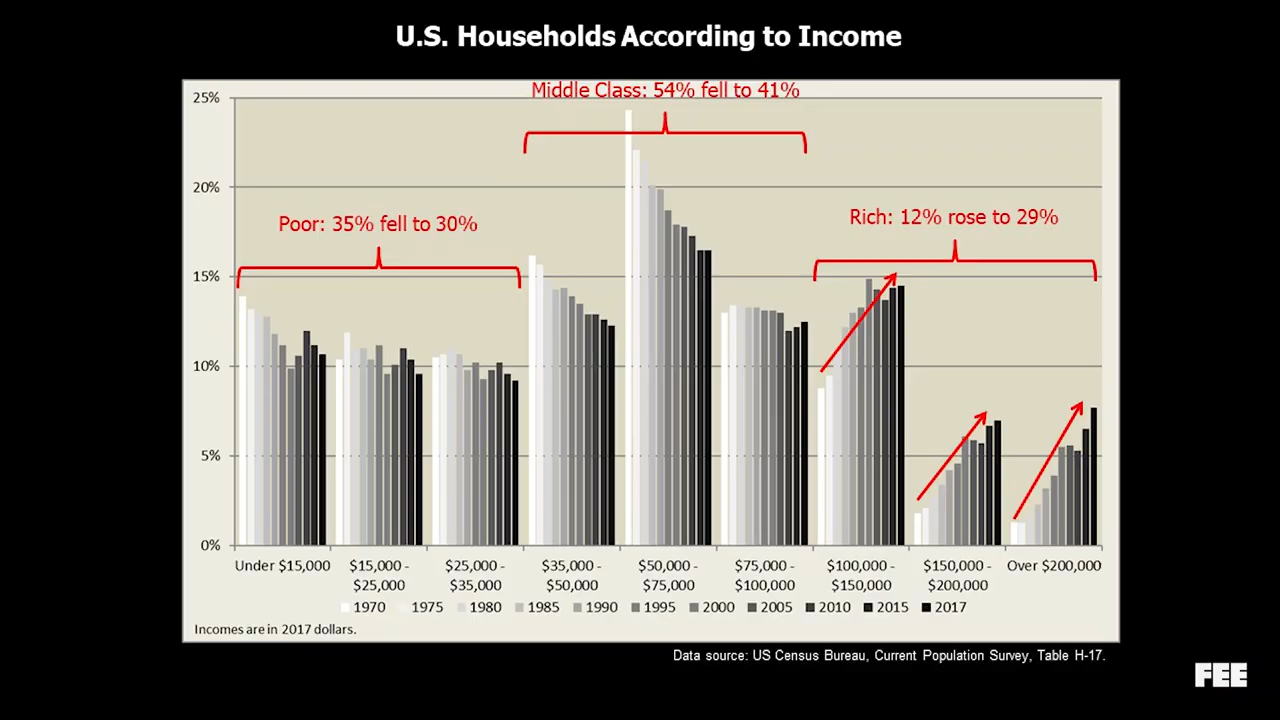 U.S. Households According to Income
Middle Class: 54% fell to 41%
25%
20%
Poor: 35% fell to 30%
Rich: 12% rose to 29%
15%
10%
5%
0%
Under $15,000
$15,000 -
$25,000
$25,000 -
$35,000
$35,000 -
$50,000
$50,000 -
$75,000
$75,000 -
$100,000
$100,000 -
$150,000
$150,000 -
$200,000
Over $200,000
1970 1975 1980 1985 1990 1995 2000 2005 2010 2015 2017
Incomes are in 2017 dollars.
Data source: US Census Bureau, Current Population Survey, Table H-17.
FEE